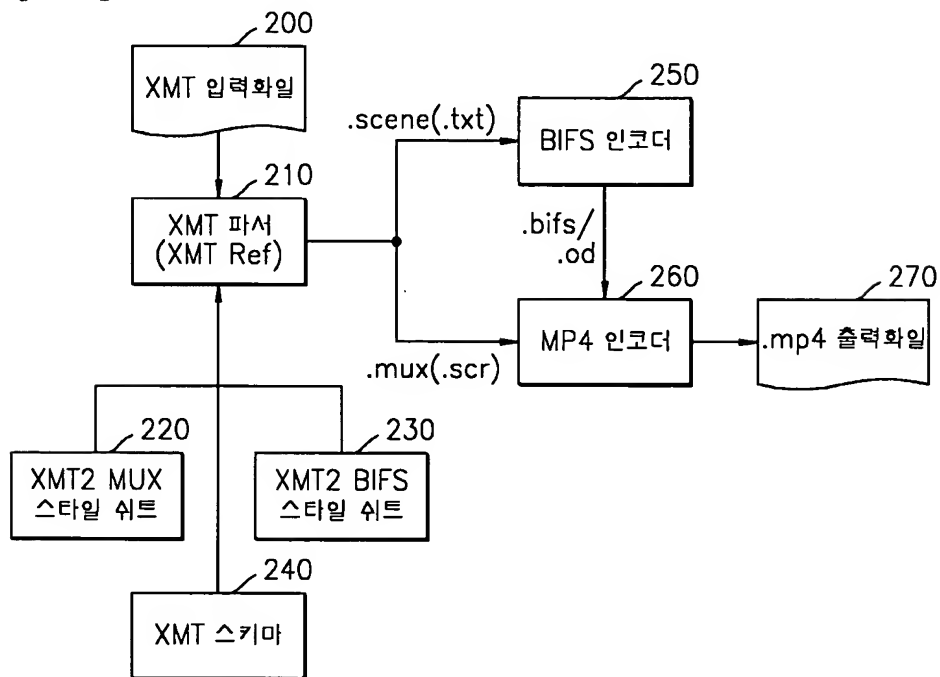 200
XMT 입력화일
250
.scene(.txt)
BIFS 인코더
210
XMT 파서
(XMT Ref)
.bifs/
.od
260
270
MP4 인코더
.mp4 출력화일
.mux(.scr)
220
230
XMT2 MUX
스타일 쉬트
XMT2 BIFS
스타일 쉬트
240
XMT 스키마